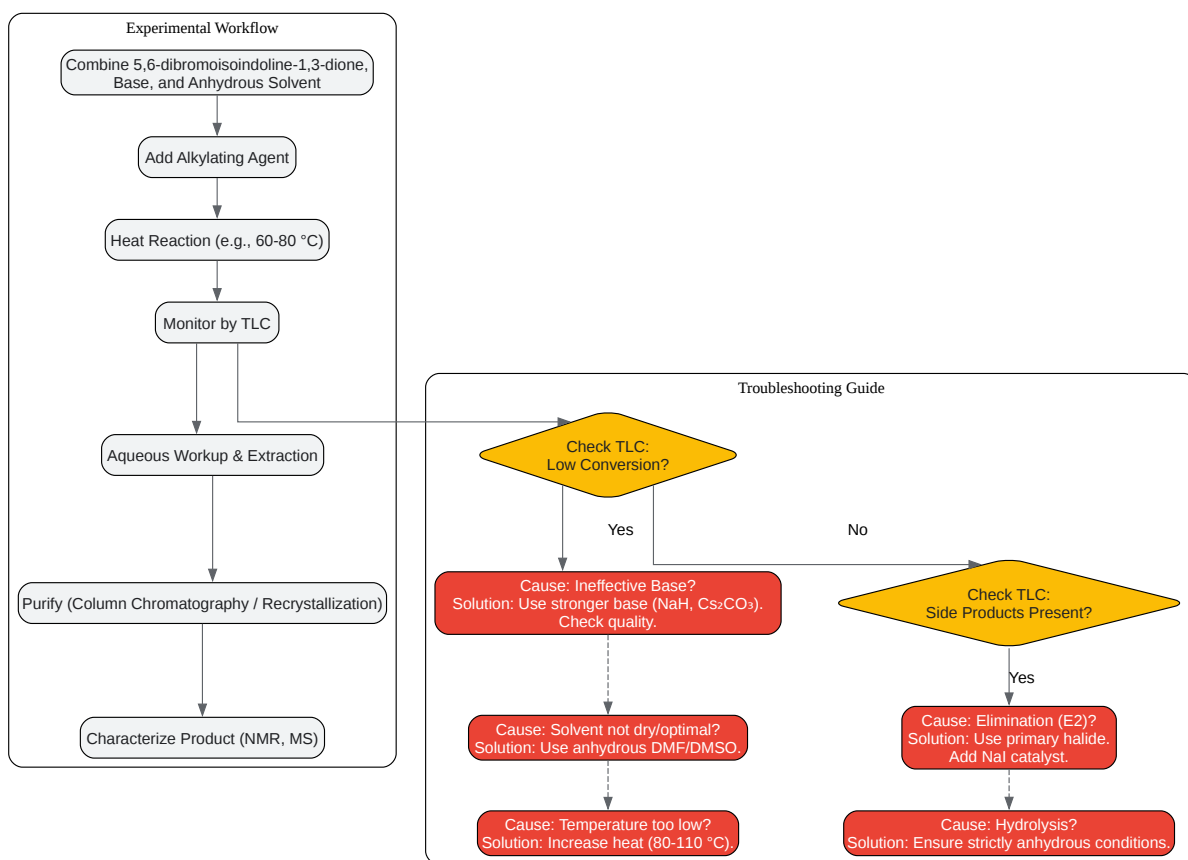 Experimental Workflow
Combine 5,6-dibromoisoindoline-1,3-dione,
Base, and Anhydrous Solvent
Add Alkylating Agent
Heat Reaction (e.g., 60-80 °C)
Monitor by TLC
Aqueous Workup & Extraction
Purify (Column Chromatography / Recrystallization)
Characterize Product (NMR, MS)
Troubleshooting Guide
Check TLC:
Low Conversion?
Yes
No
Cause: Ineffective Base?
Solution: Use stronger base (NaH, Cs₂CO₃).
Check quality.
Check TLC:
Side Products Present?
Yes
Cause: Solvent not dry/optimal?
Solution: Use anhydrous DMF/DMSO.
Cause: Elimination (E2)?
Solution: Use primary halide.
Add NaI catalyst.
Cause: Temperature too low?
Solution: Increase heat (80-110 °C).
Cause: Hydrolysis?
Solution: Ensure strictly anhydrous conditions.